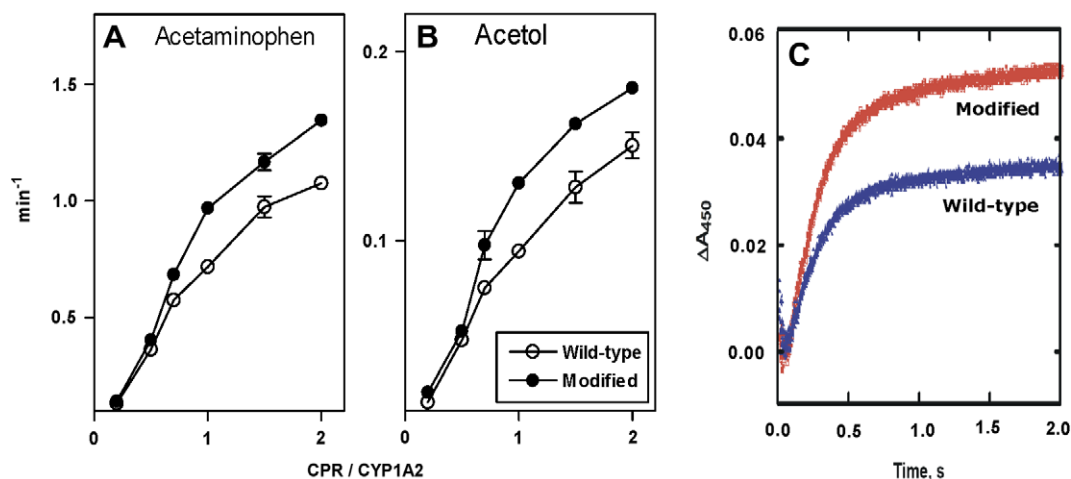 A Acetaminophen
1.5
1.0
0.5
min⁻¹
0 1 2
B Acetol
0.2
0.1
Wild-type
Modified
0 1 2
CPR / CYP1A2
C
0.06
0.04
0.02
0.00
ΔA₄₅₀
Modified
Wild-type
0.0 0.5 1.0 1.5 2.0
Time, s